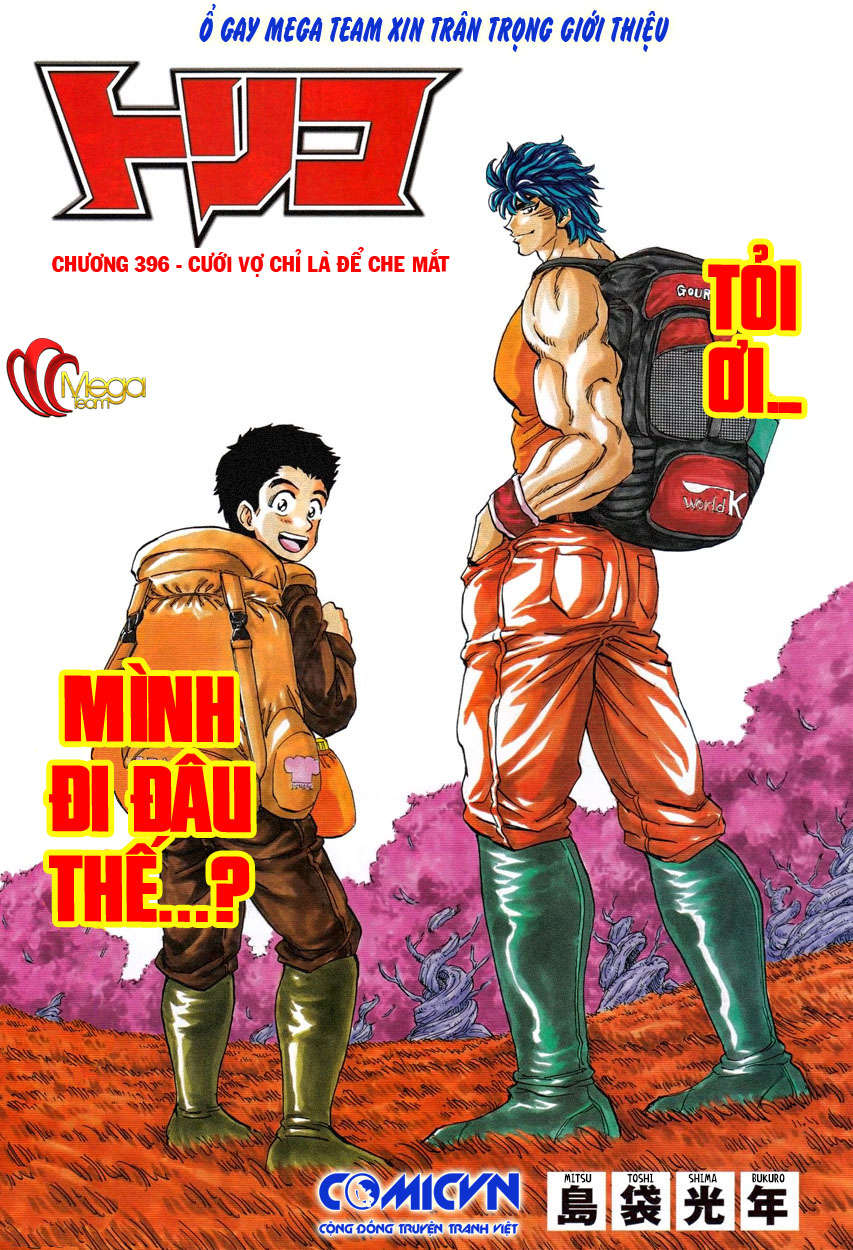 Ổ GAY MEGA TEAM XIN TRÂN TRỌNG GIỚI THIỆU
トリコ
CHƯƠNG 396 - CƯỚI VỢ CHỈ LÀ ĐỂ CHE MẮT
TỎI
ƠI...
Mega
Team
World K
MÌNH
ĐI ĐÂU
THẾ...?
COMICVN
CỘNG ĐỒNG TRUYỆN TRANH VIỆT
MITSU TOSHI SHIMA BUKURO
島袋光年